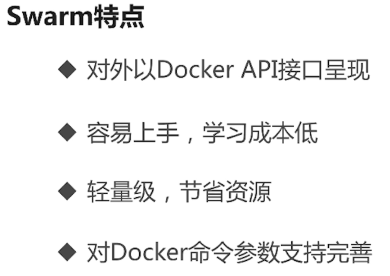 Swarm特点
◆ 对外以Docker API接口呈现
◆ 容易上手，学习成本低
◆ 轻量级，节省资源
◆ 对Docker命令参数支持完善